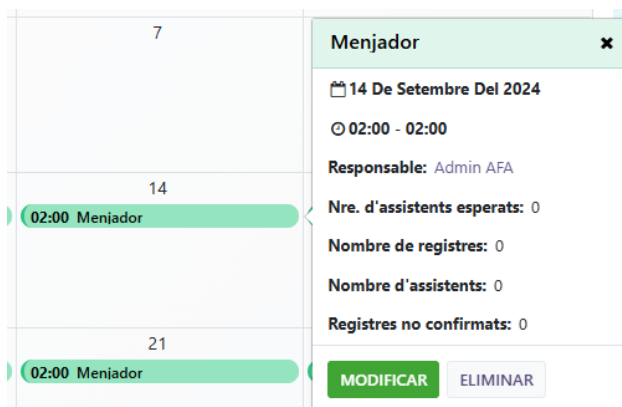 7
14
02:00 Menjador
21
02:00 Menjador
Menjador
14 De Setembre Del 2024
02:00 - 02:00
Responsable: Admin AFA
Nre. d'assistents esperats: 0
Nombre de registres: 0
Nombre d'assistents: 0
Registres no confirmats: 0
MODIFICAR
ELIMINAR